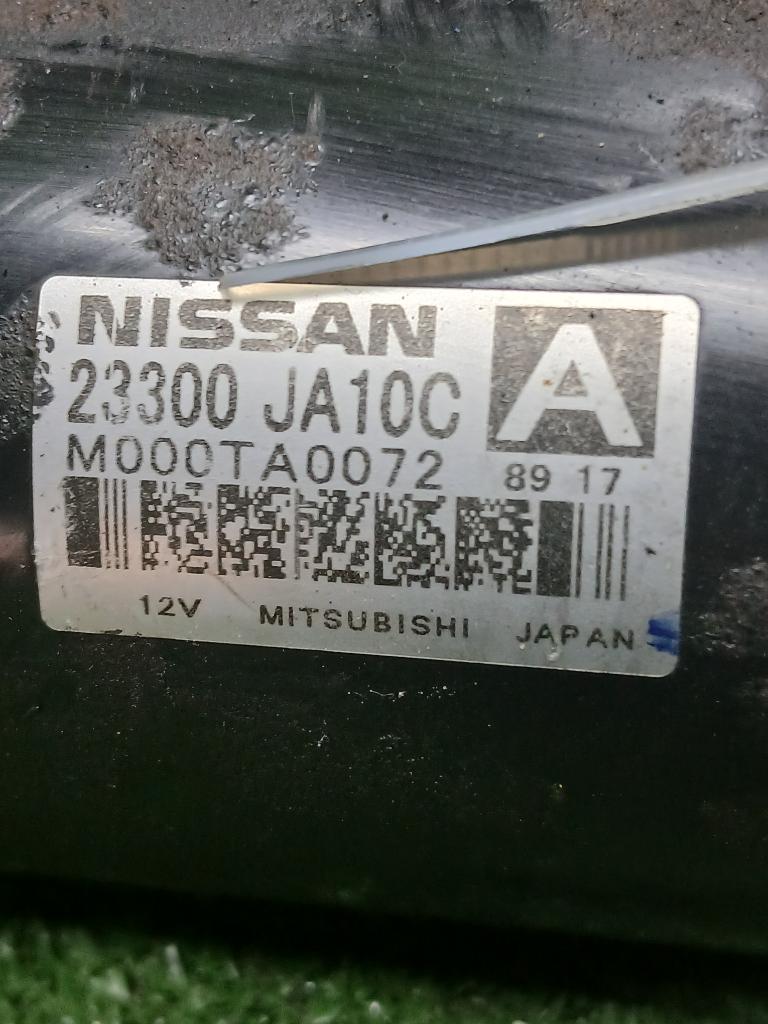 NISSAN
A
23300 JA10C
M000TA0072 89 17
12V MITSUBISHI JAPAN